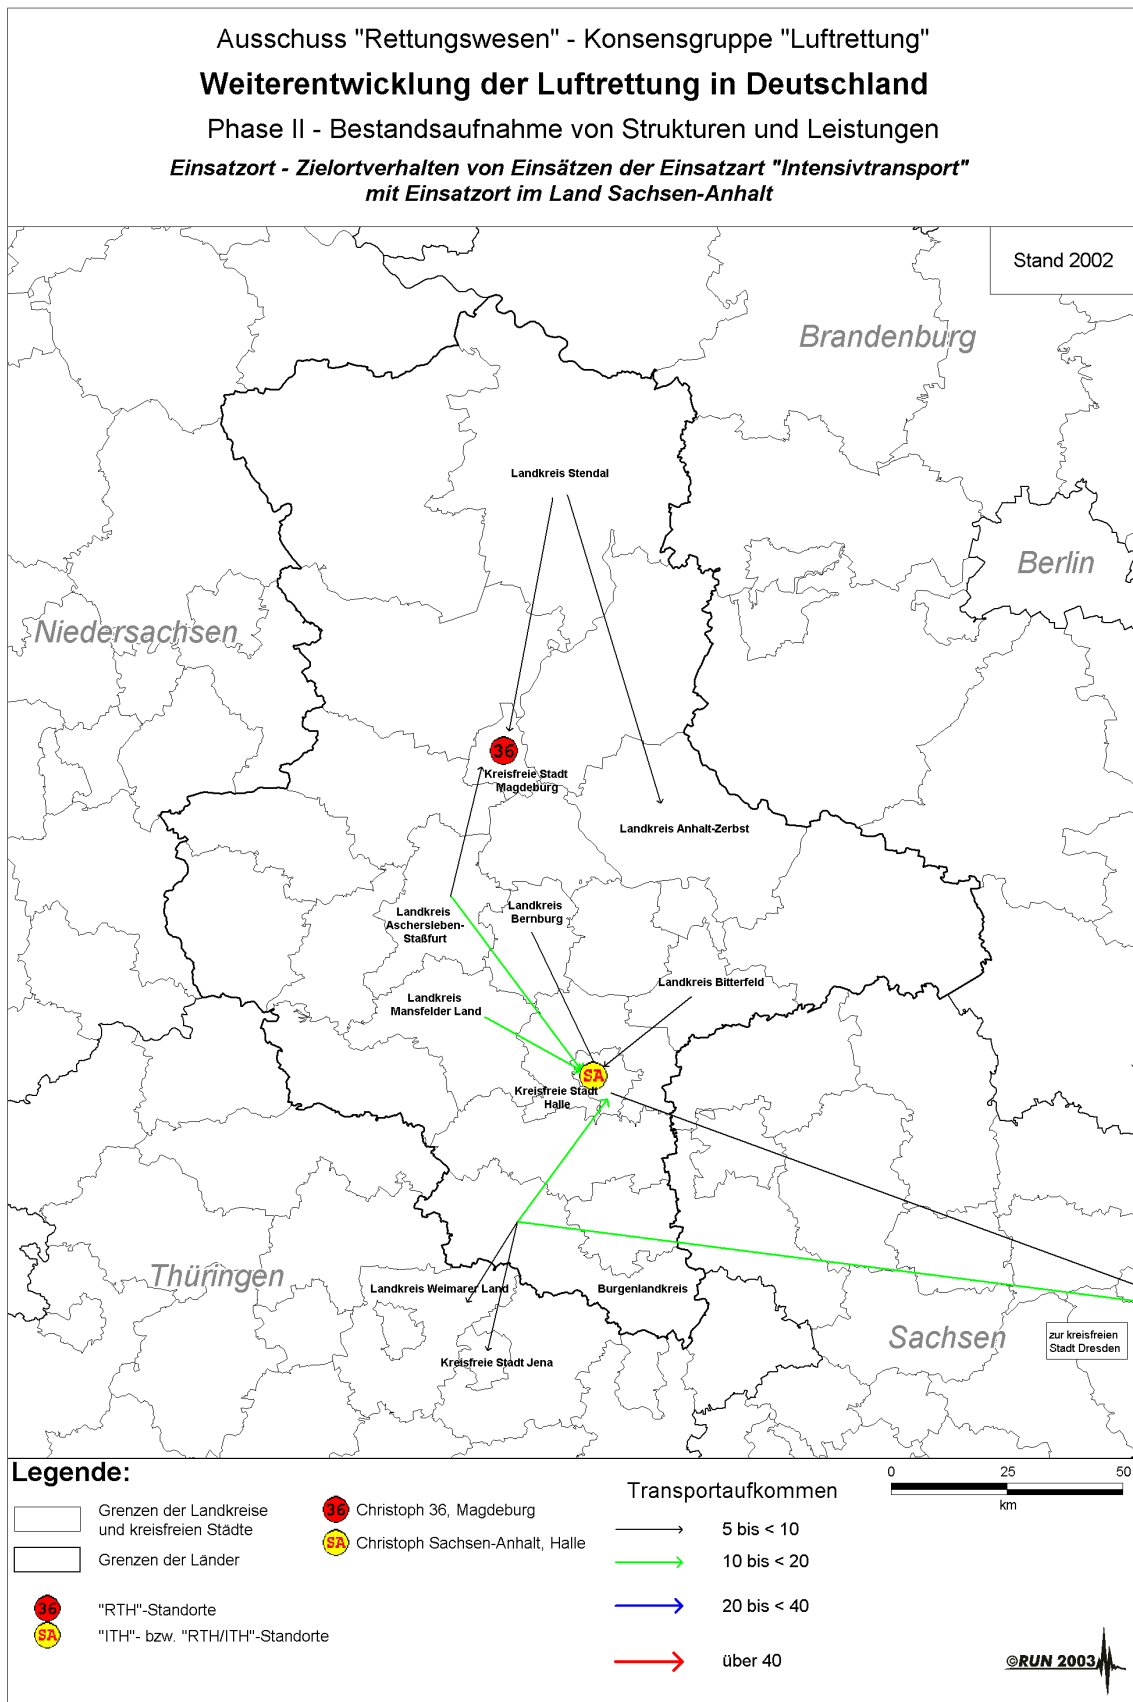 Ausschuss "Rettungswesen" - Konsensgruppe "Luftrettung"
Weiterentwicklung der Luftrettung in Deutschland
Phase II - Bestandsaufnahme von Strukturen und Leistungen
Einsatzort - Zielortverhalten von Einsätzen der Einsatzart "Intensivtransport"
mit Einsatzort im Land Sachsen-Anhalt
Stand 2002
Brandenburg
Landkreis Stendal
Berlin
Niedersachsen
36
Kreisfreie Stadt
Magdeburg
Landkreis Anhalt-Zerbst
Landkreis
Bernburg
Landkreis
Aschersleben-
Staßfurt
Landkreis Bitterfeld
Landkreis
Mansfelder Land
SA
Kreisfreie Stadt
Halle
Thüringen
Landkreis Weimarer Land
Burgenlandkreis
Sachsen
zur kreisfreien
Stadt Dresden
Kreisfreie Stadt Jena
Legende:
Grenzen der Landkreise
und kreisfreien Städte
Grenzen der Länder
36 "RTH"-Standorte
SA "ITH"- bzw. "RTH/ITH"-Standorte
36 Christoph 36, Magdeburg
SA Christoph Sachsen-Anhalt, Halle
Transportaufkommen
5 bis < 10
10 bis < 20
20 bis < 40
über 40
0 25 50
km
©RUN 2003